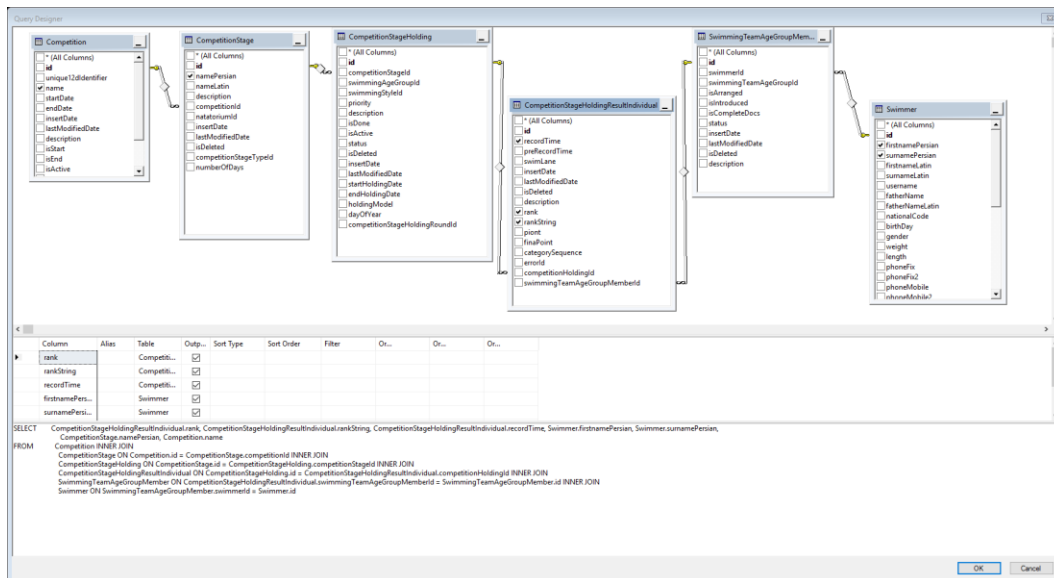 Query Designer
Competition
* (All Columns)
id
unique12dIdentifier
name
startDate
endDate
insertDate
lastModifiedDate
description
isStart
isEnd
isActive
CompetitionStage
* (All Columns)
id
namePersian
nameLatin
description
competitionId
natatoriumId
insertDate
lastModifiedDate
isDeleted
competitionStageTypeId
numberOfDays
CompetitionStageHolding
* (All Columns)
id
competitionStageId
swimmingAgeGroupId
swimmingStyleId
priority
description
isDone
isActive
status
isDeleted
insertDate
lastModifiedDate
startHoldingDate
endHoldingDate
holdingModel
dayOfYear
competitionStageHoldingRoundId
CompetitionStageHoldingResultIndividual
* (All Columns)
id
recordTime
preRecordTime
swimLane
insertDate
lastModifiedDate
isDeleted
description
rank
rankString
piont
finaPoint
categorySequence
errorId
competitionHoldingId
swimmingTeamAgeGroupMemberId
SwimmingTeamAgeGroupMem...
* (All Columns)
id
swimmerId
swimmingTeamAgeGroupId
isArranged
isIntroduced
isCompleteDocs
status
insertDate
lastModifiedDate
isDeleted
description
Swimmer
* (All Columns)
id
firstnamePersian
surnamePersian
firstnameLatin
surnameLatin
username
fatherName
fatherNameLatin
nationalCode
birthDay
gender
weight
length
phoneFix
phoneFix2
phoneMobile
phoneMobile2
Column Alias Table Outp... Sort Type Sort Order Filter Or... Or... Or...
rank Competiti...
rankString Competiti...
recordTime Competiti...
firstnamePers... Swimmer
surnamePersi... Swimmer
SELECT CompetitionStageHoldingResultIndividual.rank, CompetitionStageHoldingResultIndividual.rankString, CompetitionStageHoldingResultIndividual.recordTime, Swimmer.firstnamePersian, Swimmer.surnamePersian,
CompetitionStage.namePersian, Competition.name
FROM Competition INNER JOIN
CompetitionStage ON Competition.id = CompetitionStage.competitionId INNER JOIN
CompetitionStageHolding ON CompetitionStage.id = CompetitionStageHolding.competitionStageId INNER JOIN
CompetitionStageHoldingResultIndividual ON CompetitionStageHolding.id = CompetitionStageHoldingResultIndividual.competitionHoldingId INNER JOIN
SwimmingTeamAgeGroupMember ON CompetitionStageHoldingResultIndividual.swimmingTeamAgeGroupMemberId = SwimmingTeamAgeGroupMember.id INNER JOIN
Swimmer ON SwimmingTeamAgeGroupMember.swimmerId = Swimmer.id
OK Cancel